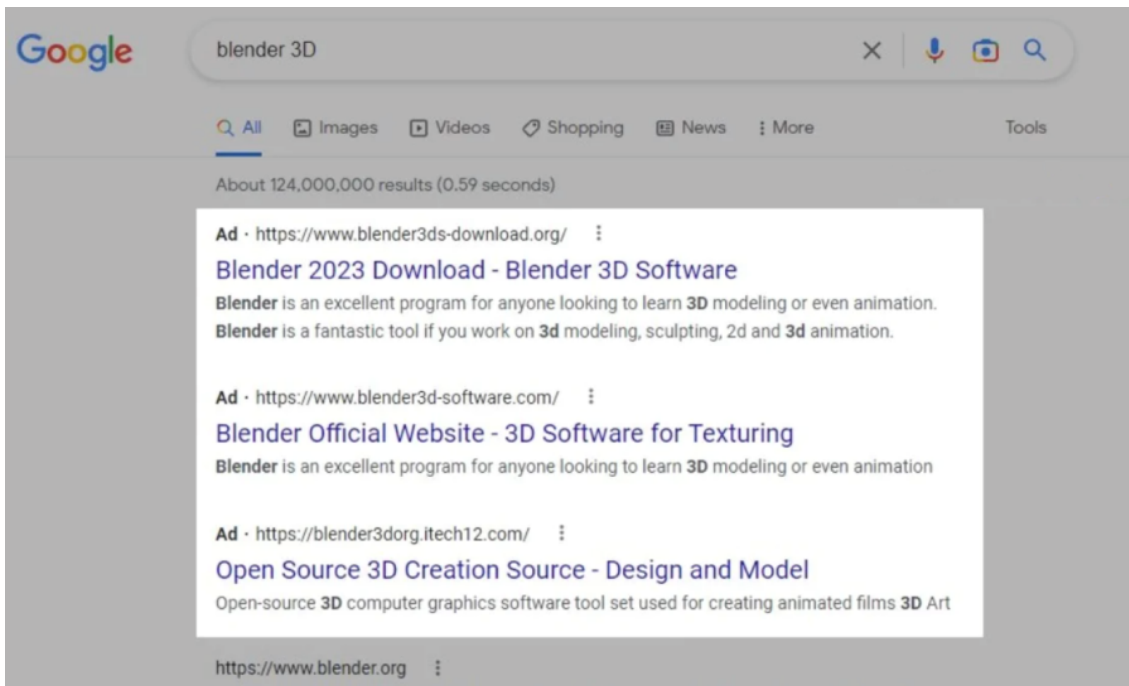 Google
blender 3D
All Images Videos Shopping News More Tools
About 124,000,000 results (0.59 seconds)
Ad · https://www.blender3ds-download.org/
Blender 2023 Download - Blender 3D Software
Blender is an excellent program for anyone looking to learn 3D modeling or even animation.
Blender is a fantastic tool if you work on 3d modeling, sculpting, 2d and 3d animation.
Ad · https://www.blender3d-software.com/
Blender Official Website - 3D Software for Texturing
Blender is an excellent program for anyone looking to learn 3D modeling or even animation
Ad · https://blender3dorg.itech12.com/
Open Source 3D Creation Source - Design and Model
Open-source 3D computer graphics software tool set used for creating animated films 3D Art
https://www.blender.org